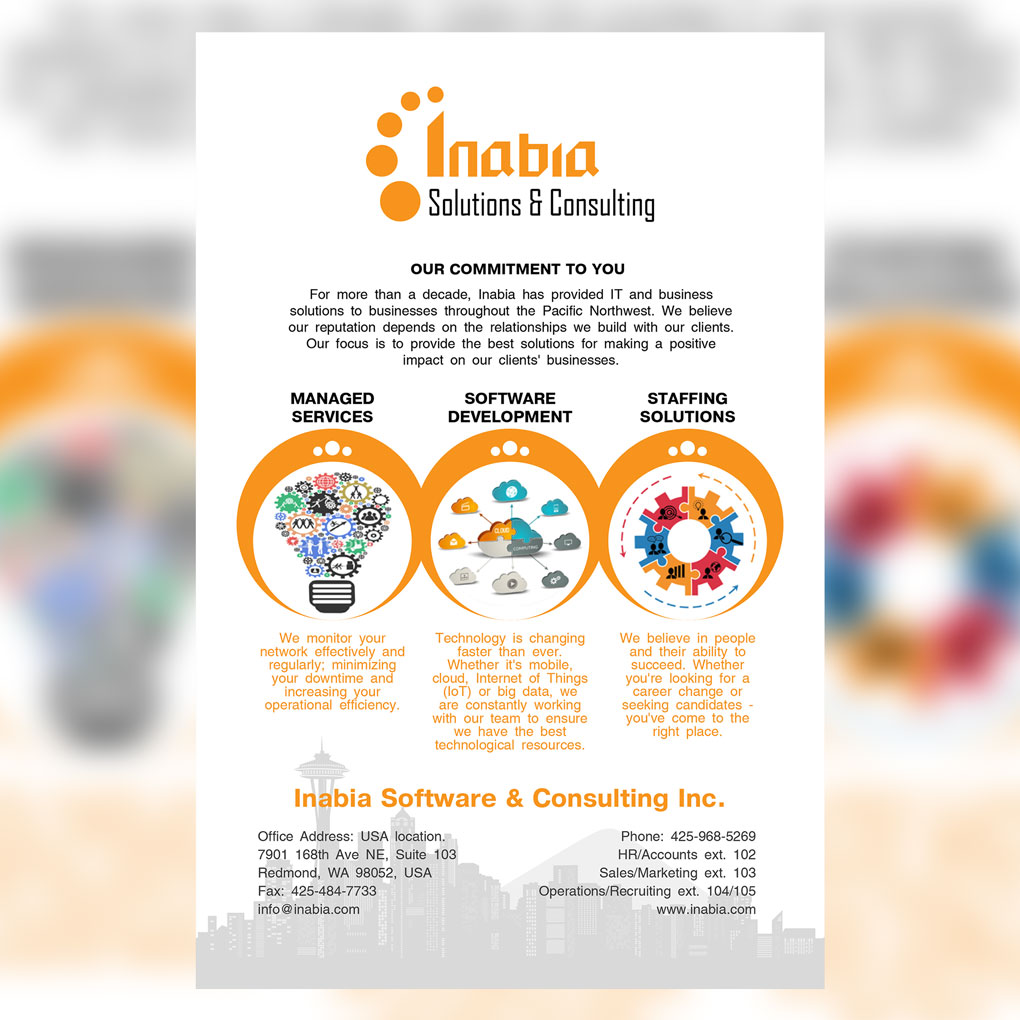 Inabia
Solutions & Consulting
OUR COMMITMENT TO YOU
For more than a decade, Inabia has provided IT and business
solutions to businesses throughout the Pacific Northwest. We believe
our reputation depends on the relationships we build with our clients.
Our focus is to provide the best solutions for making a positive
impact on our clients' businesses.
MANAGED
SERVICES
We monitor your
network effectively and
regularly; minimizing
your downtime and
increasing your
operational efficiency.
SOFTWARE
DEVELOPMENT
CLOUD
COMPUTING
Technology is changing
faster than ever.
Whether it's mobile,
cloud, Internet of Things
(IoT) or big data, we
are constantly working
with our team to ensure
we have the best
technological resources.
STAFFING
SOLUTIONS
We believe in people
and their ability to
succeed. Whether
you're looking for a
career change or
seeking candidates -
you've come to the
right place.
Inabia Software & Consulting Inc.
Office Address: USA location.
7901 168th Ave NE, Suite 103
Redmond, WA 98052, USA
Fax: 425-484-7733
info@inabia.com
Phone: 425-968-5269
HR/Accounts ext. 102
Sales/Marketing ext. 103
Operations/Recruiting ext. 104/105
www.inabia.com